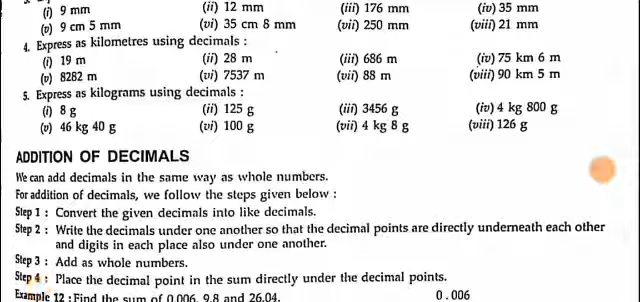 (i) 9 mm (ii) 12 mm (iii) 176 mm (iv) 35 mm
(v) 9 cm 5 mm (vi) 35 cm 8 mm (vii) 250 mm (viii) 21 mm
4. Express as kilometres using decimals :
(i) 19 m (ii) 28 m (iii) 686 m (iv) 75 km 6 m
(v) 8282 m (vi) 7537 m (vii) 88 m (viii) 90 km 5 m
5. Express as kilograms using decimals :
(i) 8 g (ii) 125 g (iii) 3456 g (iv) 4 kg 800 g
(v) 46 kg 40 g (vi) 100 g (vii) 4 kg 8 g (viii) 126 g
ADDITION OF DECIMALS
We can add decimals in the same way as whole numbers.
For addition of decimals, we follow the steps given below :
Step 1 : Convert the given decimals into like decimals.
Step 2 : Write the decimals under one another so that the decimal points are directly underneath each other
and digits in each place also under one another.
Step 3 : Add as whole numbers.
Step 4 : Place the decimal point in the sum directly under the decimal points.
Example 12 : Find the sum of 0.006, 9.8 and 26.04. 0.006